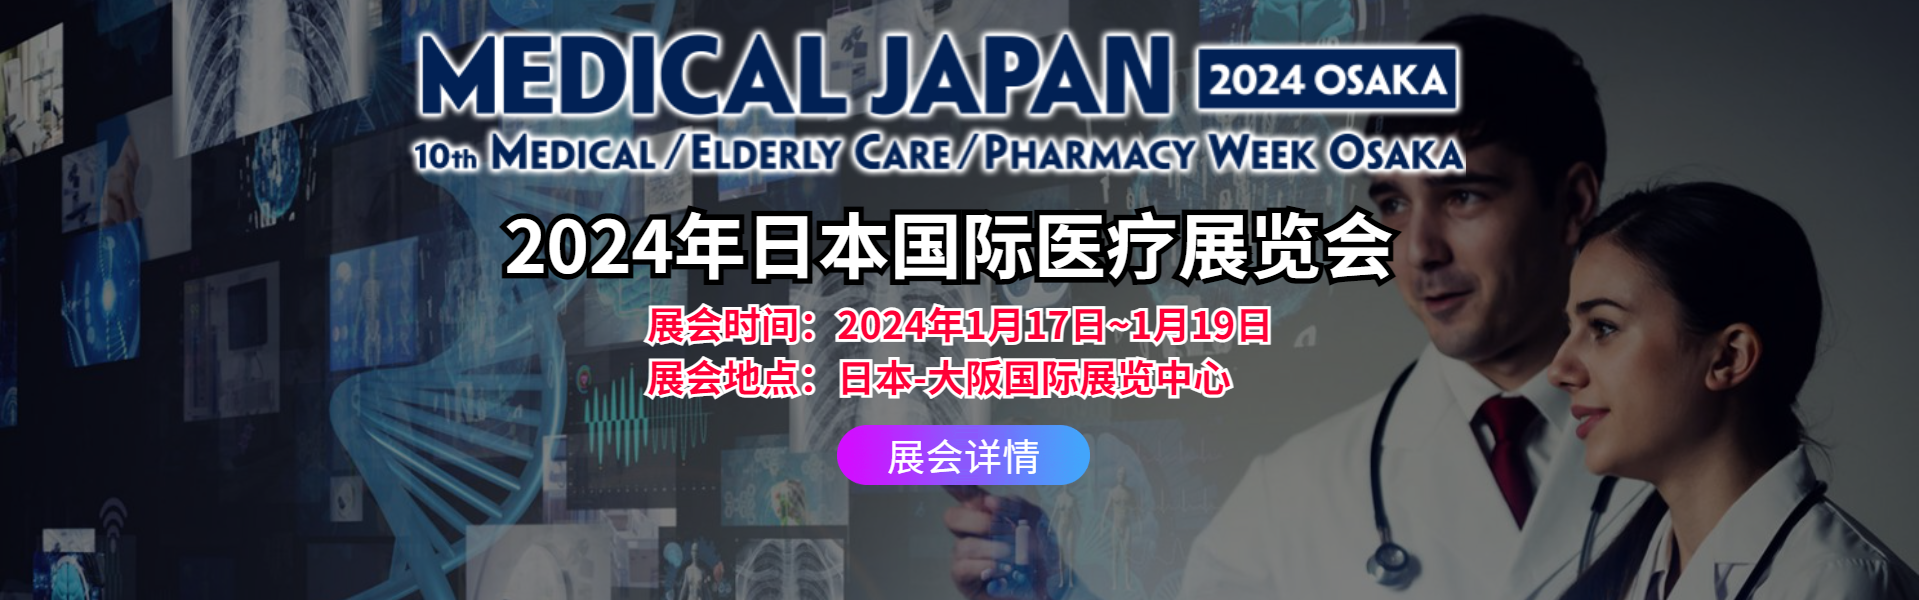 MEDICAL JAPAN 2024 OSAKA
10th MEDICAL/ELDERLY CARE/PHARMACY WEEK OSAKA
2024年日本国际医疗展览会
展会时间：2024年1月17日~1月19日
展会地点：日本-大阪国际展览中心
展会详情